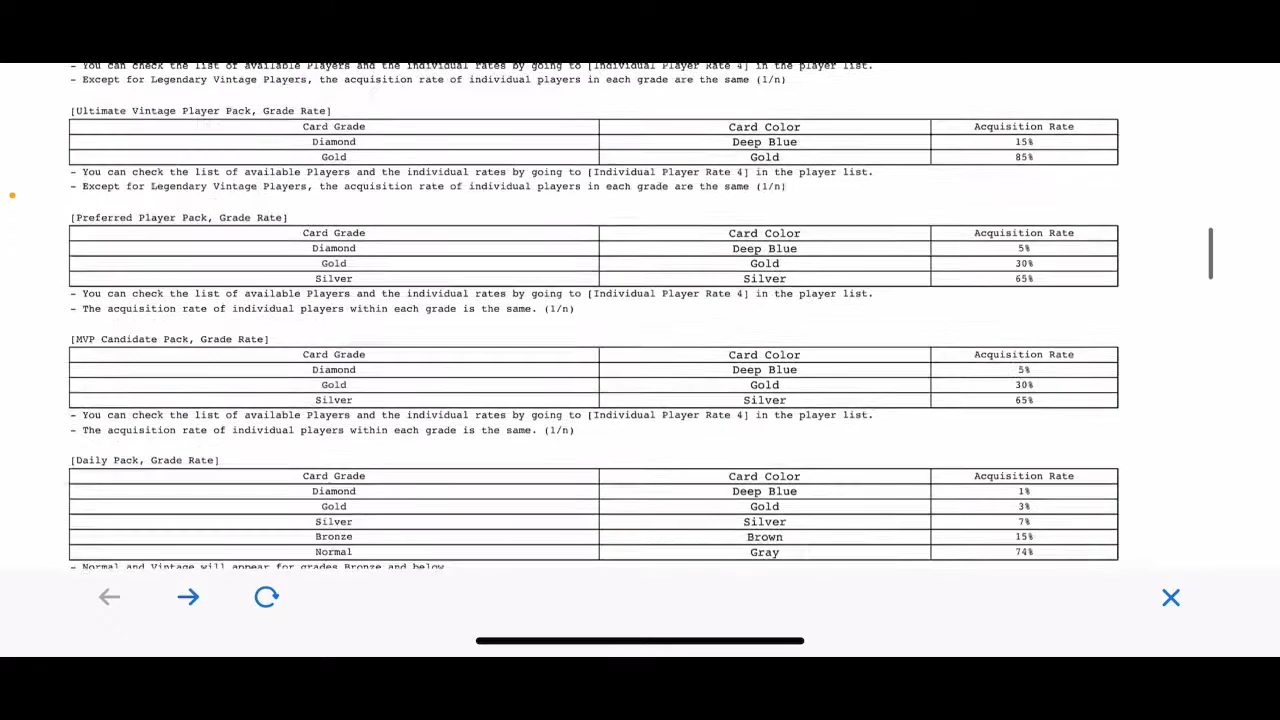 - You can check the list of available Players and the individual rates by going to [Individual Player Rate 4] in the player list.
- Except for Legendary Vintage Players, the acquisition rate of individual players in each grade are the same (1/n)
[Ultimate Vintage Player Pack, Grade Rate]
Card Grade Card Color Acquisition Rate
Diamond Deep Blue 15%
Gold Gold 85%
- You can check the list of available Players and the individual rates by going to [Individual Player Rate 4] in the player list.
- Except for Legendary Vintage Players, the acquisition rate of individual players in each grade are the same (1/n)
[Preferred Player Pack, Grade Rate]
Card Grade Card Color Acquisition Rate
Diamond Deep Blue 5%
Gold Gold 30%
Silver Silver 65%
- You can check the list of available Players and the individual rates by going to [Individual Player Rate 4] in the player list.
- The acquisition rate of individual players within each grade is the same. (1/n)
[MVP Candidate Pack, Grade Rate]
Card Grade Card Color Acquisition Rate
Diamond Deep Blue 5%
Gold Gold 30%
Silver Silver 65%
- You can check the list of available Players and the individual rates by going to [Individual Player Rate 4] in the player list.
- The acquisition rate of individual players within each grade is the same. (1/n)
[Daily Pack, Grade Rate]
Card Grade Card Color Acquisition Rate
Diamond Deep Blue 1%
Gold Gold 3%
Silver Silver 7%
Bronze Brown 15%
Normal Gray 74%
- Normal and Vintage will appear for grades Bronze and below